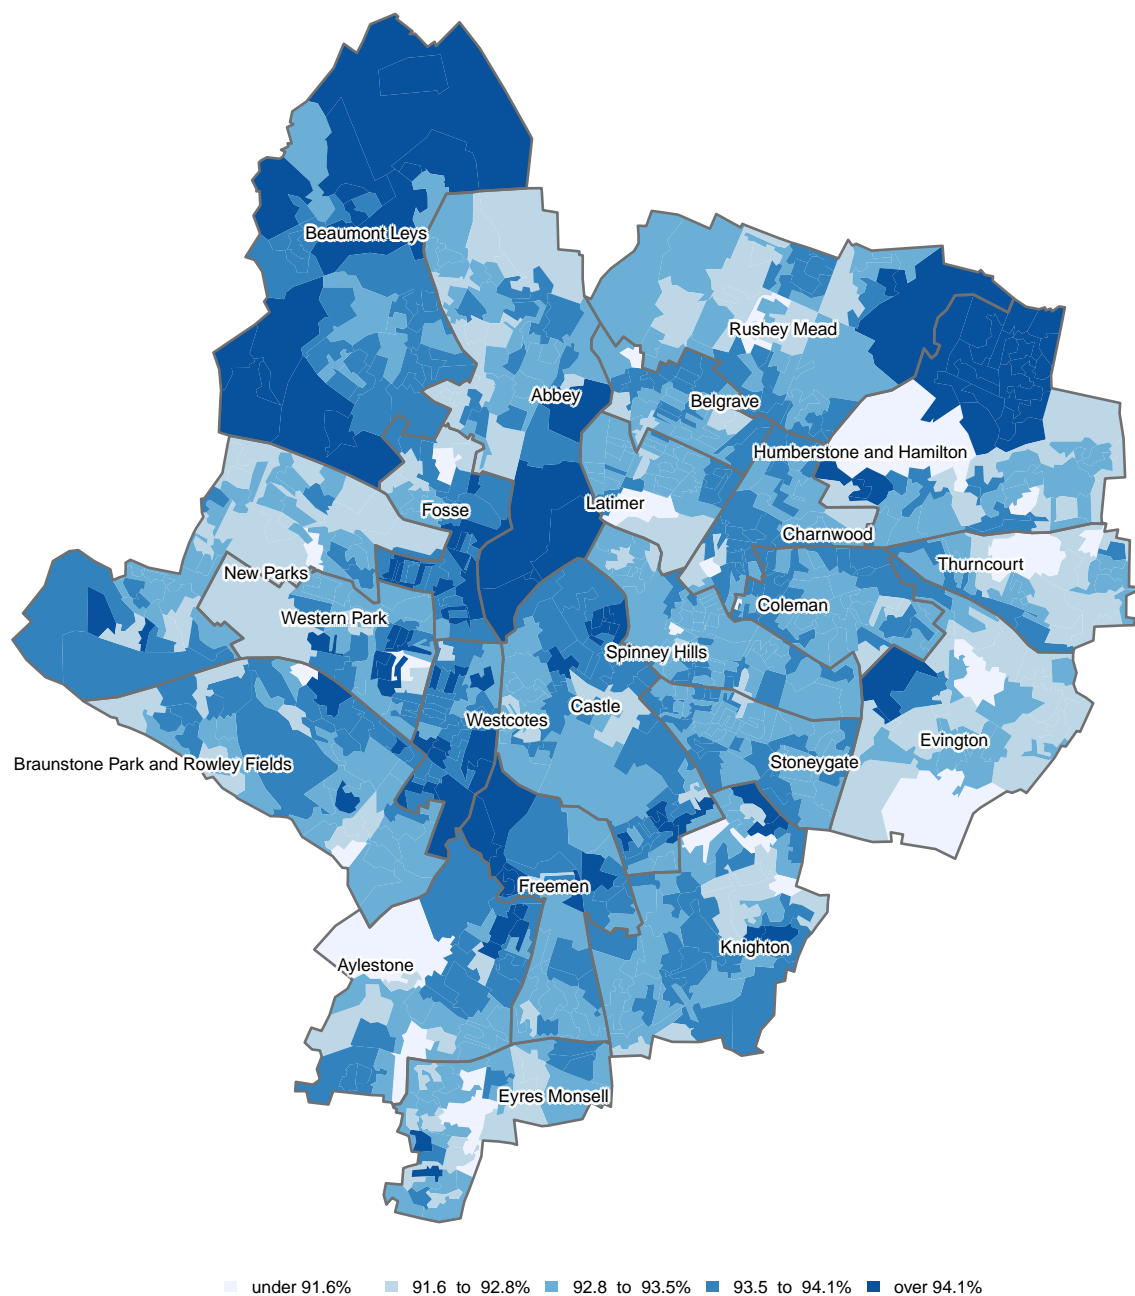 Beaumont Leys
Rushey Mead
Abbey
Belgrave
Humberstone and Hamilton
Latimer
Fosse
Charnwood
Thurncourt
New Parks
Coleman
Western Park
Spinney Hills
Castle
Westcotes
Evington
Stoneygate
Braunstone Park and Rowley Fields
Freemen
Knighton
Aylestone
Eyres Monsell
under 91.6% 91.6 to 92.8% 92.8 to 93.5% 93.5 to 94.1% over 94.1%